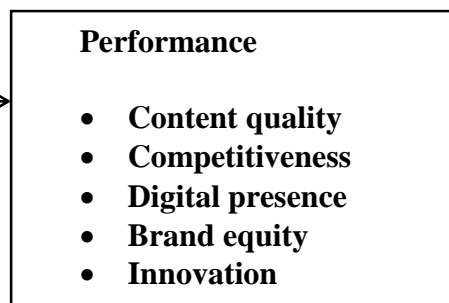 Performance
• Content quality
• Competitiveness
• Digital presence
• Brand equity
• Innovation